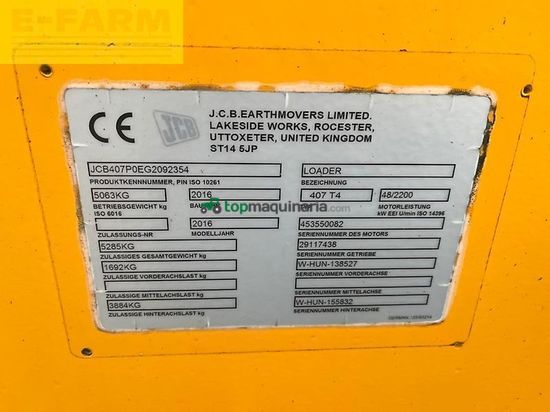 E-FARM
CE
JCB
J.C.B.EARTHMOVERS LIMITED.
LAKESIDE WORKS, ROCESTER,
UTTOXETER, UNITED KINGDOM
ST14 5JP
JCB407P0EG2092354
LOADER
PRODUKTKENNNUMMER, PIN ISO 10261
BEZEICHNUNG
5063KG
2016
407 T4
48/2200
BETRIEBSGEWICHT kg
ISO 6016
MOTORLEISTUNG
kW EEI U/min ISO 14396
topmaquinaria.com
2016
453550082
ZULASSUNGS-NR
MODELLJAHR
SERIENNUMMER DES MOTORS
5285KG
29117438
ZULASSIGES GESAMTGEWICHT kg
SERIENNUMMER GETRIEBE
1692KG
W-HUN-138527
ZULASSIGE VORDERACHSLAST kg
SERIENNUMMER VORDERACHSE
ZULASSIGE MITTELACHSLAST kg
SERIENNUMMER MITTELACHSE
3884KG
W-HUN-155832
ZULASSIGE HINTERACHSLAST kg
SERIENNUMMER HINTERACHSE